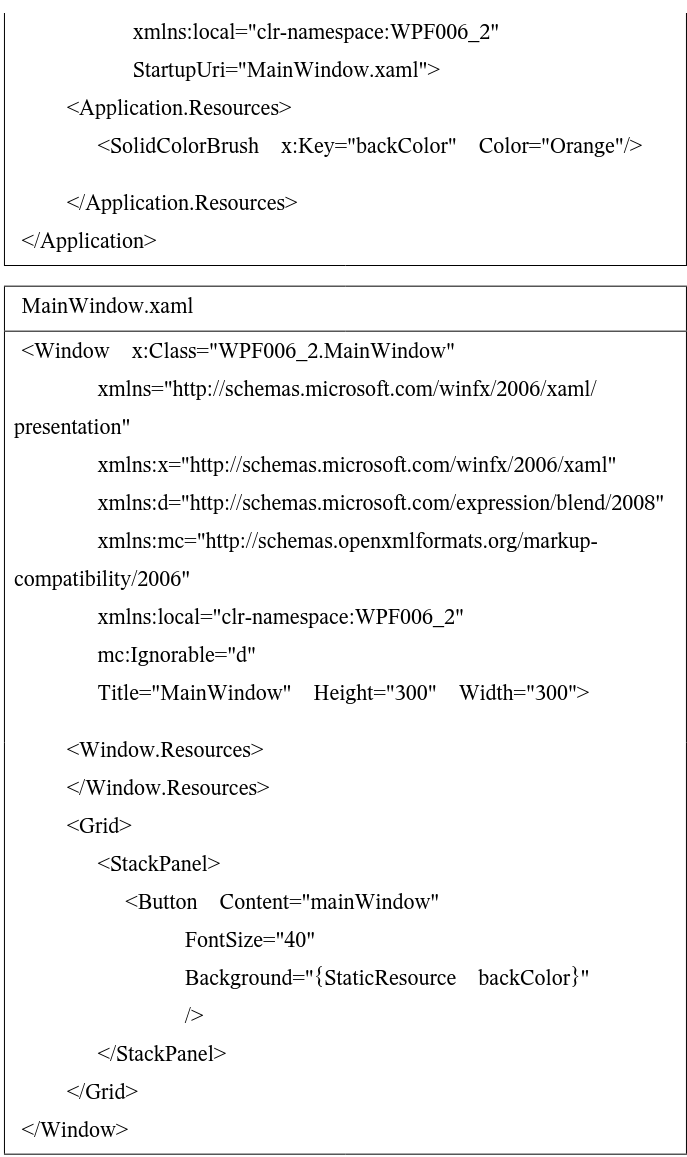 xmlns:local="clr-namespace:WPF006_2"
StartupUri="MainWindow.xaml">
<Application.Resources>
<SolidColorBrush x:Key="backColor" Color="Orange"/>
</Application.Resources>
</Application>
MainWindow.xaml
<Window x:Class="WPF006_2.MainWindow"
xmlns="http://schemas.microsoft.com/winfx/2006/xaml/
presentation"
xmlns:x="http://schemas.microsoft.com/winfx/2006/xaml"
xmlns:d="http://schemas.microsoft.com/expression/blend/2008"
xmlns:mc="http://schemas.openxmlformats.org/markup-
compatibility/2006"
xmlns:local="clr-namespace:WPF006_2"
mc:Ignorable="d"
Title="MainWindow" Height="300" Width="300">
<Window.Resources>
</Window.Resources>
<Grid>
<StackPanel>
<Button Content="mainWindow"
FontSize="40"
Background="{StaticResource backColor}"
/>
</StackPanel>
</Grid>
</Window>